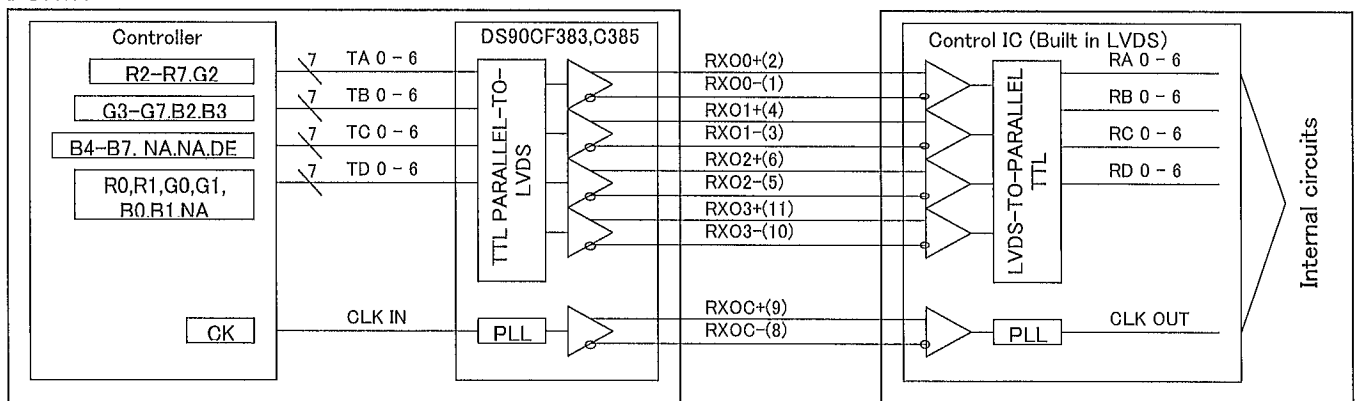 Controller
R2-R7.G2
G3-G7.B2.B3
B4-B7. NA.NA.DE
R0,R1,G0,G1,
B0.B1.NA
CK
7
TA 0 - 6
7
TB 0 - 6
7
TC 0 - 6
7
TD 0 - 6
CLK IN
DS90CF383,C385
TTL PARALLEL-TO-
LVDS
PLL
RXO0+(2)
RXO0-(1)
RXO1+(4)
RXO1-(3)
RXO2+(6)
RXO2-(5)
RXO3+(11)
RXO3-(10)
RXOC+(9)
RXOC-(8)
Control IC (Built in LVDS)
LVDS-TO-PARALLEL
TTL
PLL
RA 0 - 6
RB 0 - 6
RC 0 - 6
RD 0 - 6
CLK OUT
Internal circuits